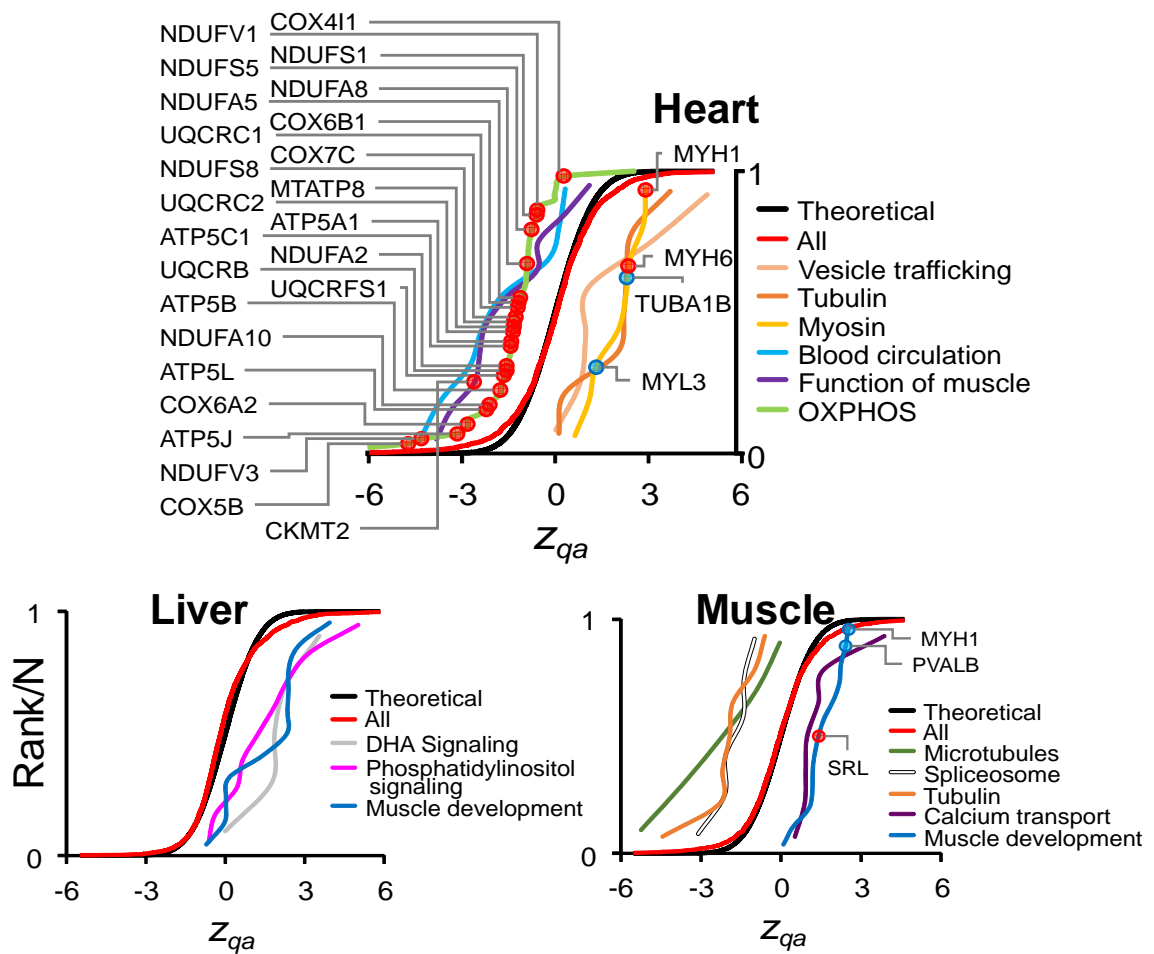 COX4I1
NDUFV1
NDUFS1
NDUFS5
NDUFA8
NDUFA5
COX6B1
UQCRC1
COX7C
NDUFS8
MTATP8
UQCRC2
ATP5A1
ATP5C1
NDUFA2
UQCRB
UQCRFS1
ATP5B
NDUFA10
ATP5L
COX6A2
ATP5J
NDUFV3
COX5B
CKMT2
Heart
MYH1
MYH6
TUBA1B
MYL3
1
0
-6 -3 0 3 6
zqa
Theoretical
All
Vesicle trafficking
Tubulin
Myosin
Blood circulation
Function of muscle
OXPHOS
Liver
1
0
Rank/N
-6 -3 0 3 6
zqa
Theoretical
All
DHA Signaling
Phosphatidylinositol
signaling
Muscle development
Muscle
1
0
MYH1
PVALB
SRL
-6 -3 0 3 6
zqa
Theoretical
All
Microtubules
Spliceosome
Tubulin
Calcium transport
Muscle development